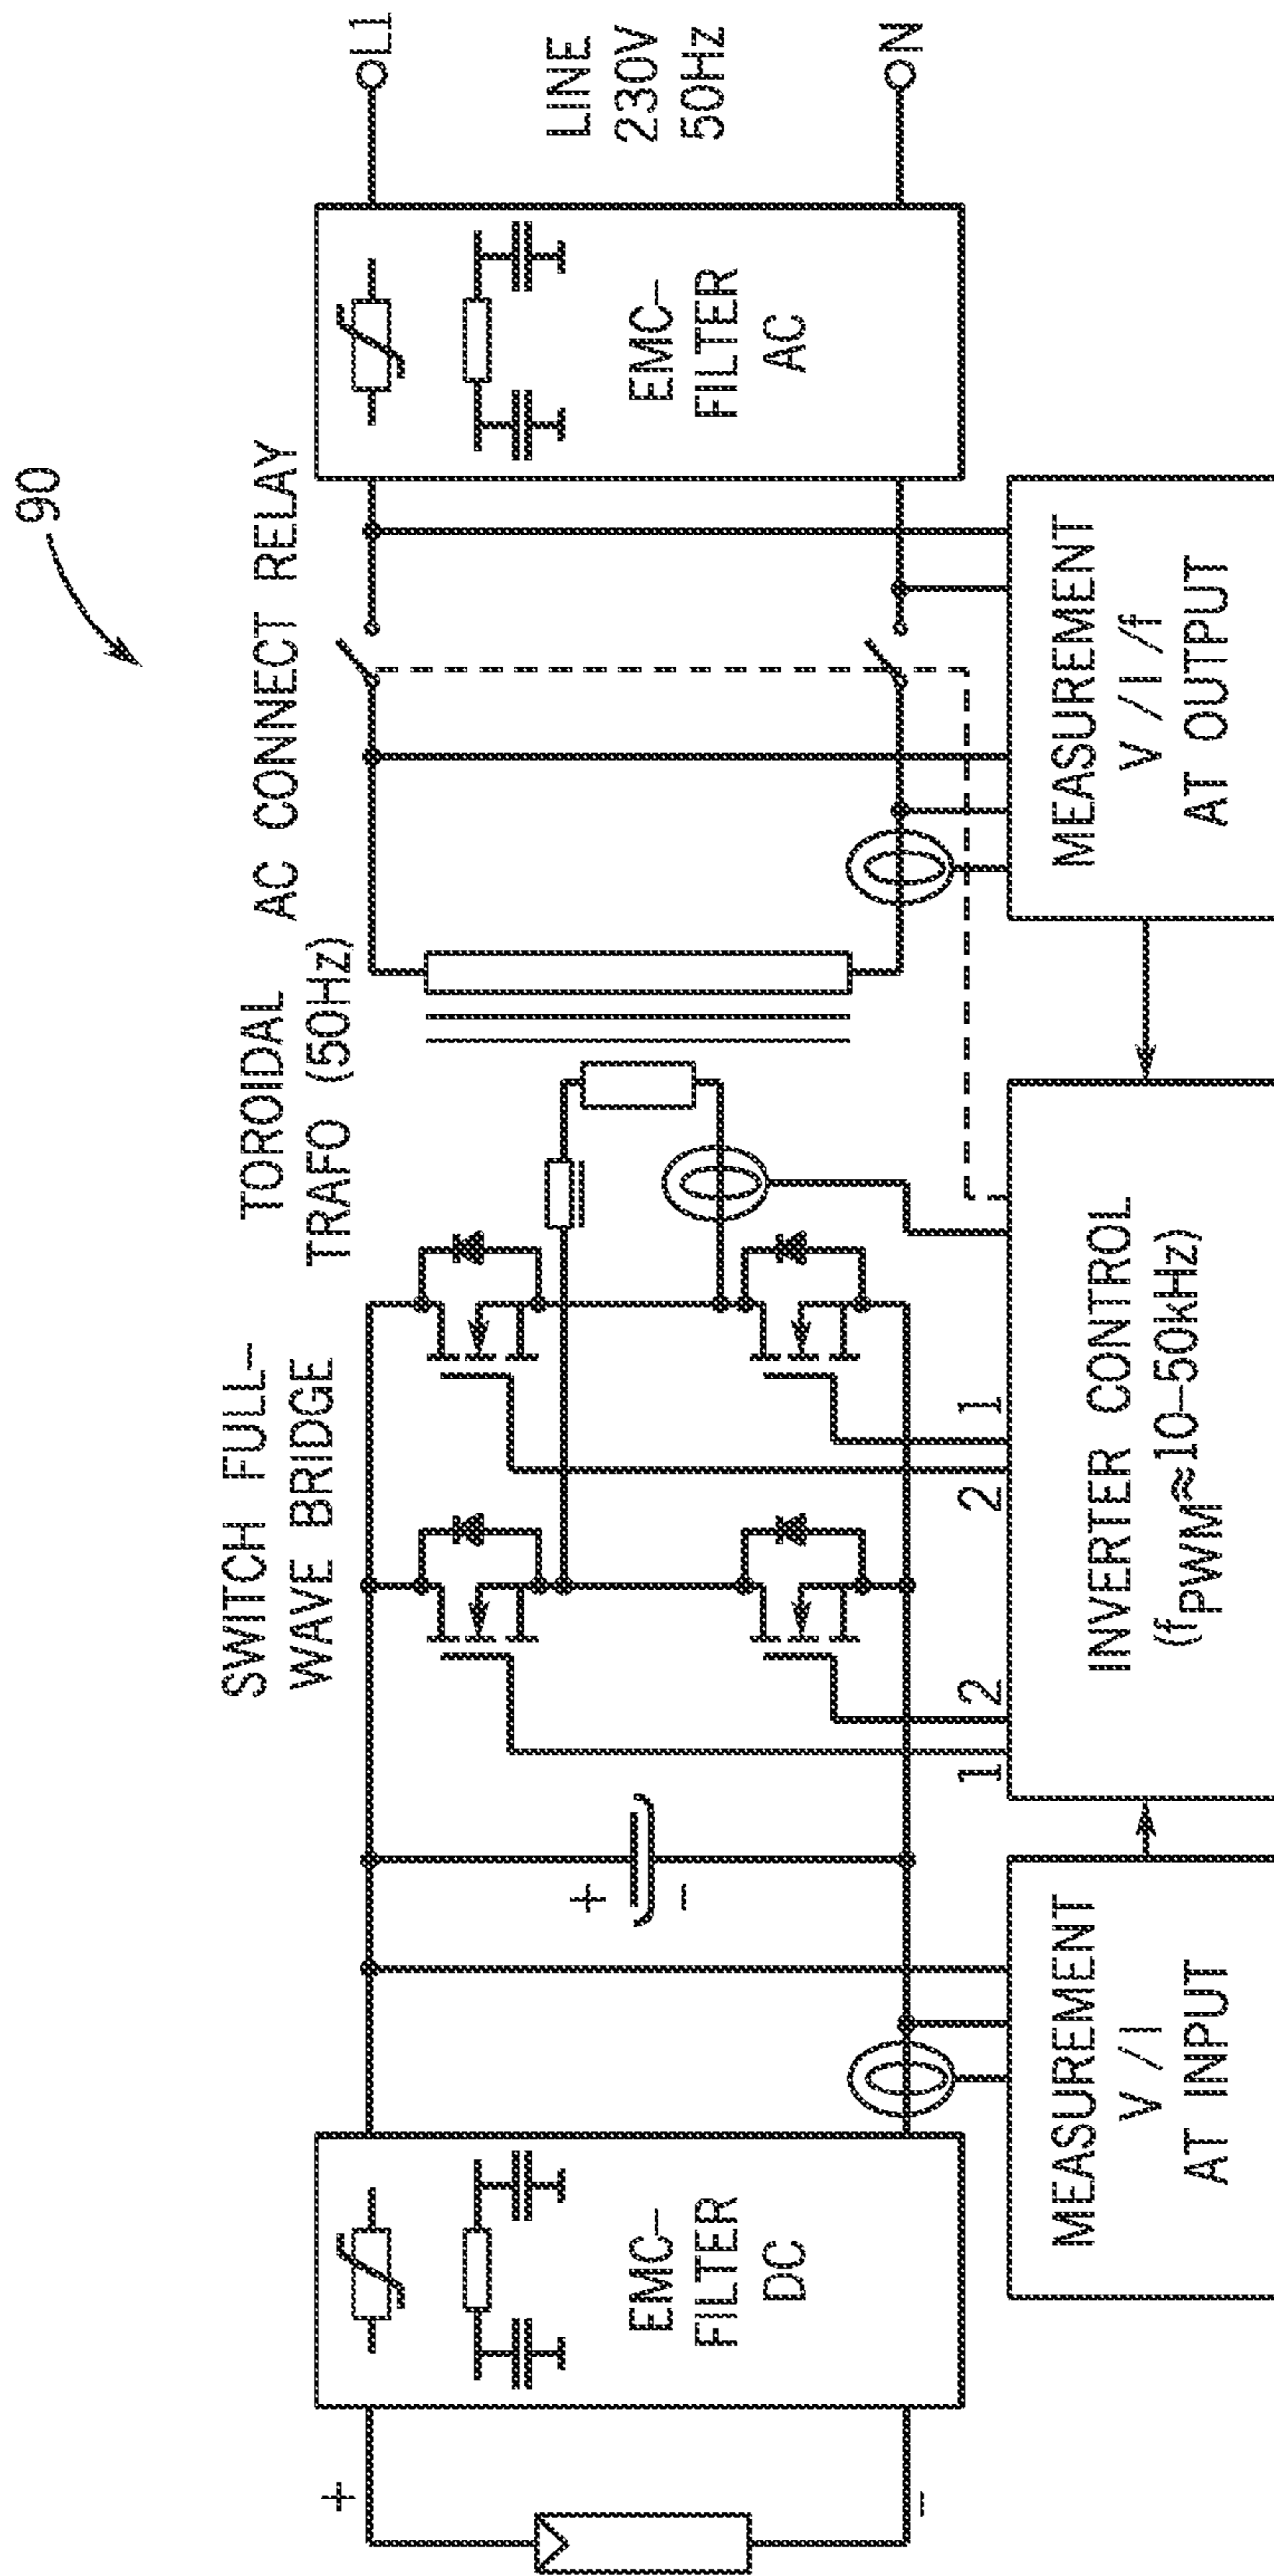 90
SWITCH FULL-
WAVE BRIDGE
TOROIDAL
TRAFO (50Hz)
AC CONNECT RELAY
+
-
EMC-
FILTER
DC
+
-
EMC-
FILTER
AC
L1
LINE
230V
50Hz
N
1
2
2
1
MEASUREMENT
V / I
AT INPUT
INVERTER CONTROL
(fPWM≈10-50kHz)
MEASUREMENT
V / I / f
AT OUTPUT